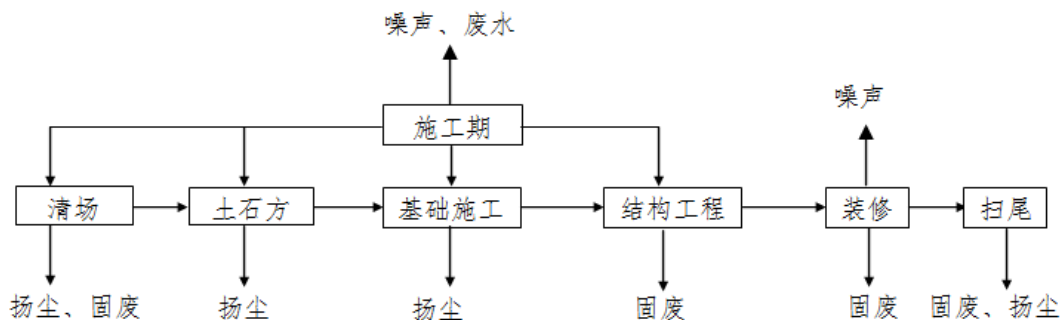 噪声、废水
噪声
施工期
清场 土石方 基础施工 结构工程 装修 扫尾
扬尘、固废 扬尘 扬尘 固废 固废 固废、扬尘